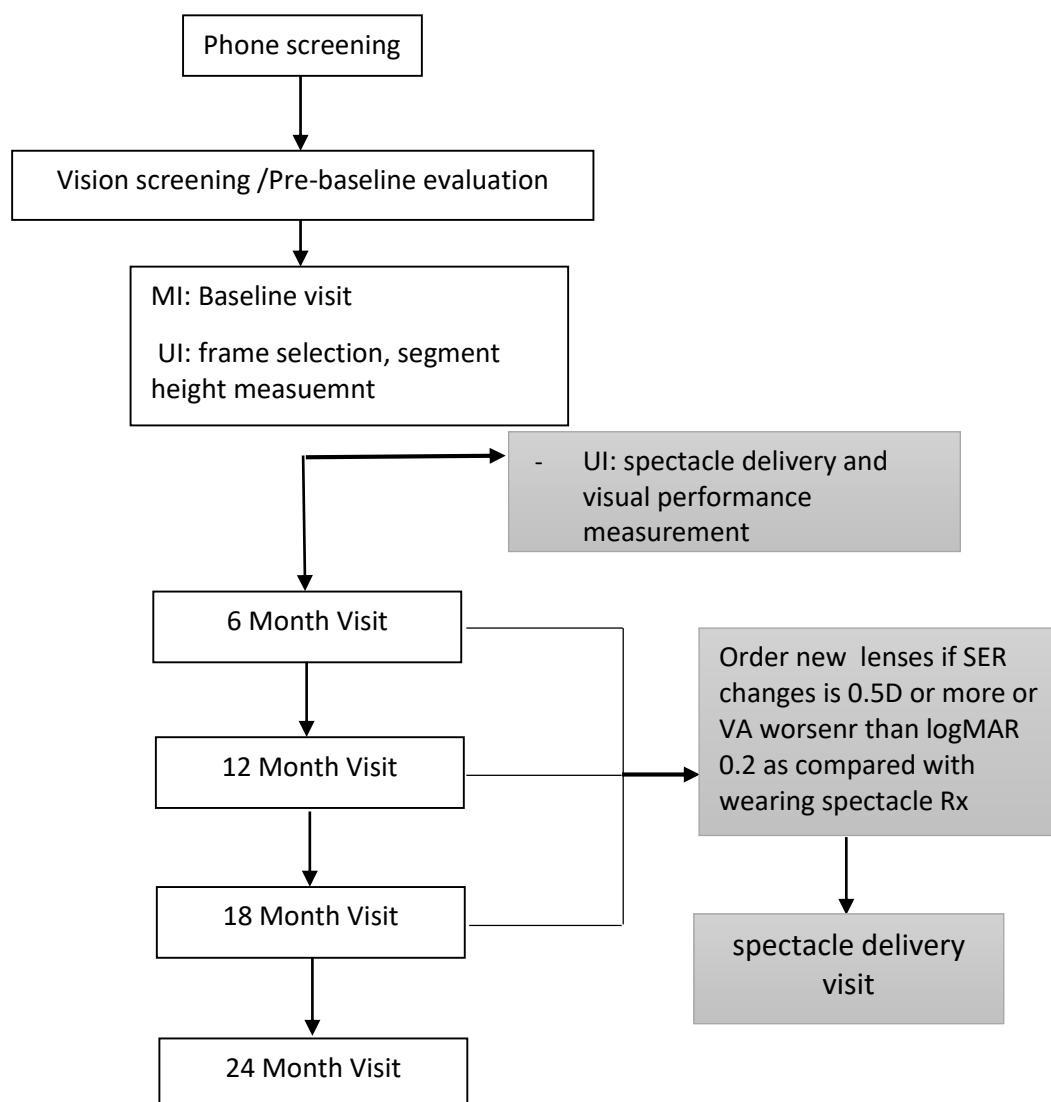 Phone screening
Vision screening /Pre-baseline evaluation
MI: Baseline visit
UI: frame selection, segment
height measuemnt
- UI: spectacle delivery and
visual performance
measurement
6 Month Visit
Order new lenses if SER
changes is 0.5D or more or
VA worsenr than logMAR
0.2 as compared with
wearing spectacle Rx
12 Month Visit
18 Month Visit
spectacle delivery
visit
24 Month Visit